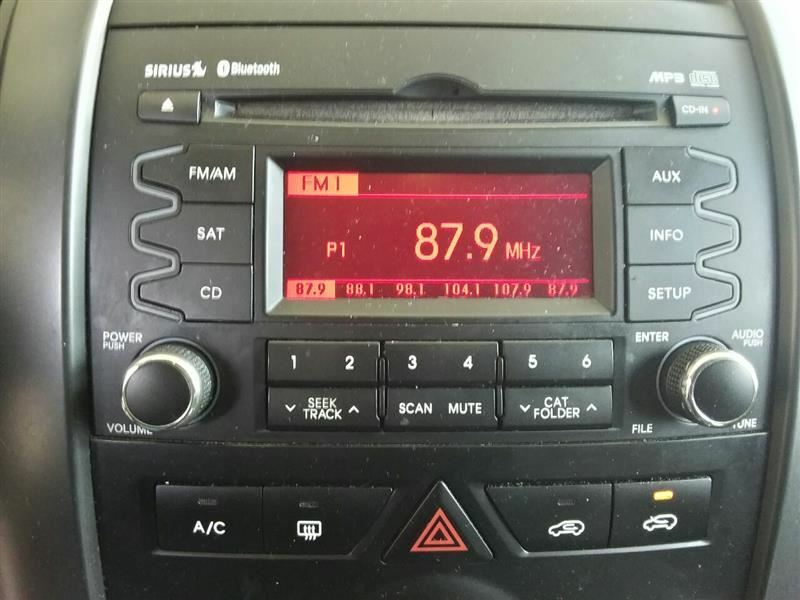 SIRIUS Bluetooth MP3 disc
CD-IN
FM/AM FM1 AUX
SAT P1 87.9 MHz INFO
CD 87.9 88.1 98.1 104.1 107.9 87.9 SETUP
POWER PUSH ENTER AUDIO PUSH
1 2 3 4 5 6
SEEK TRACK SCAN MUTE CAT FOLDER
VOLUME FILE TUNE
A/C